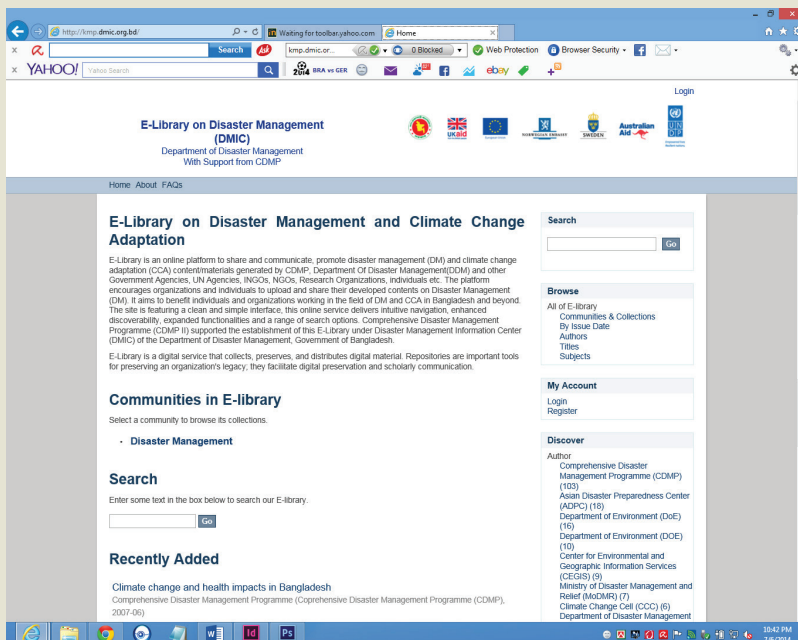 http://kmp.dmic.org.bd/
Waiting for toolbar.yahoo.com
Home
Search
Ask
kmp.dmic.or...
0 Blocked
Web Protection
Browser Security
YAHOO!
Yahoo Search
2014
BRA vs GER
ebay
Login
E-Library on Disaster Management
(DMIC)
Department of Disaster Management
With Support from CDMP
UKaid
NORWEGIAN EMBASSY
SWEDEN
Australian
Aid
UN
DP
Home About FAQs
E-Library on Disaster Management and Climate Change
Adaptation
E-Library is an online platform to share and communicate, promote disaster management (DM) and climate change
adaptation (CCA) content/materials generated by CDMP, Department Of Disaster Management(DDM) and other
Government Agencies, UN Agencies, INGOs, NGOs, Research Organizations, individuals etc. The platform
encourages organizations and individuals to upload and share their developed contents on Disaster Management
(DM). It aims to benefit individuals and organizations working in the field of DM and CCA in Bangladesh and beyond.
The site is featuring a clean and simple interface, this online service delivers intuitive navigation, enhanced
discoverability, expanded functionalities and a range of search options. Comprehensive Disaster Management
Programme (CDMP II) supported the establishment of this E-Library under Disaster Management Information Center
(DMIC) of the Department of Disaster Management, Government of Bangladesh.
E-Library is a digital service that collects, preserves, and distributes digital material. Repositories are important tools
for preserving an organization's legacy; they facilitate digital preservation and scholarly communication.
Communities in E-library
Select a community to browse its collections.
Disaster Management
Search
Enter some text in the box below to search our E-library.
Go
Recently Added
Climate change and health impacts in Bangladesh
Comprehensive Disaster Management Programme (Coprehensive Disaster Management Programme (CDMP),
2007-06)
Search
Go
Browse
All of E-library
Communities & Collections
By Issue Date
Authors
Titles
Subjects
My Account
Login
Register
Discover
Author
Comprehensive Disaster
Management Programme (CDMP)
(103)
Asian Disaster Preparedness Center
(ADPC) (18)
Department of Environment (DoE)
(16)
Department of Environment (DOE)
(10)
Center for Environmental and
Geographic Information Services
(CEGIS) (9)
Ministry of Disaster Management and
Relief (MoDMR) (7)
Climate Change Cell (CCC) (6)
Department of Disaster Management
Id
Ps
10:42 PM